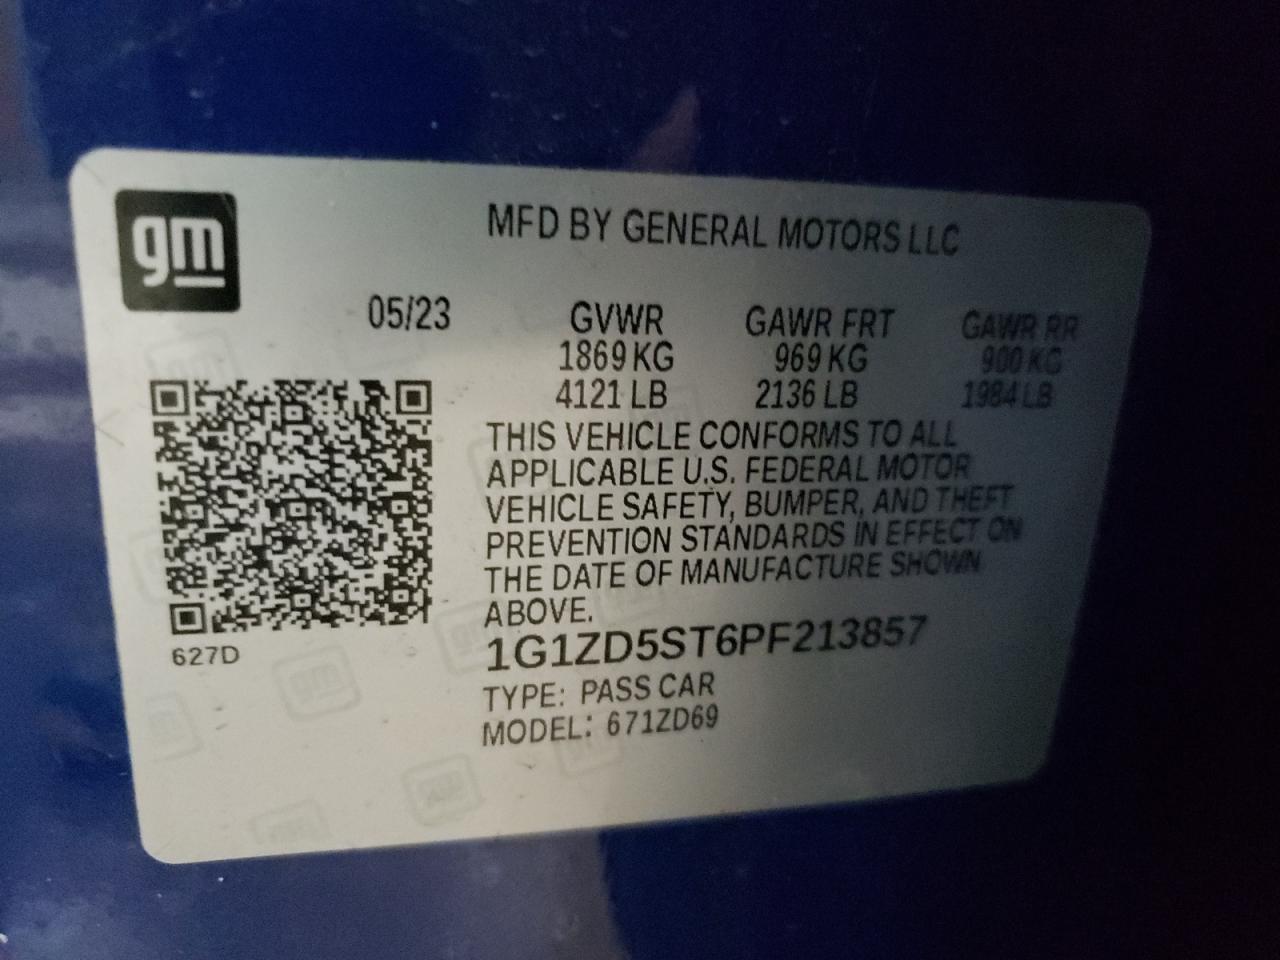 gm
MFD BY GENERAL MOTORS LLC
05/23 GVWR GAWR FRT GAWR RR
1869 KG 969 KG 900 KG
4121 LB 2136 LB 1984 LB
THIS VEHICLE CONFORMS TO ALL
APPLICABLE U.S. FEDERAL MOTOR
VEHICLE SAFETY, BUMPER, AND THEFT
PREVENTION STANDARDS IN EFFECT ON
THE DATE OF MANUFACTURE SHOWN
ABOVE.
1G1ZD5ST6PF213857
627D
TYPE: PASS CAR
MODEL: 671ZD69